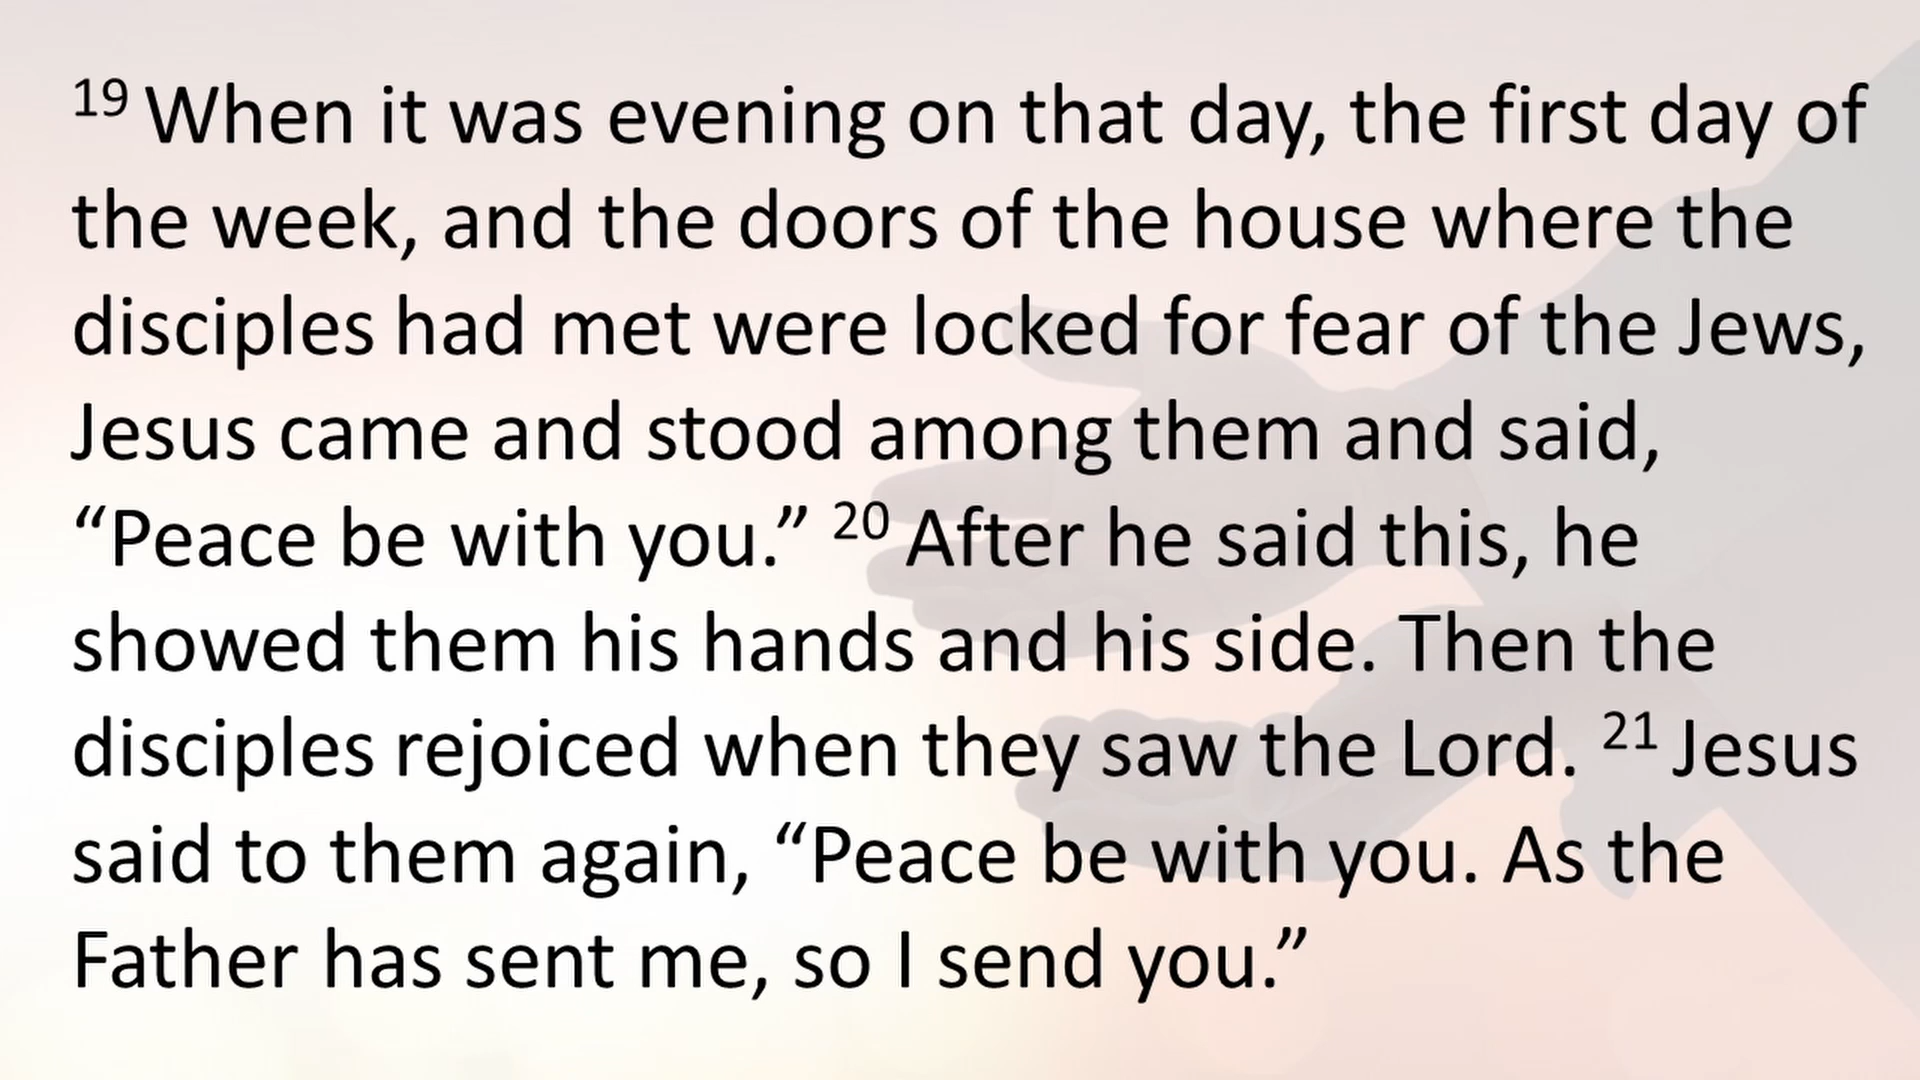 19 When it was evening on that day, the first day of
the week, and the doors of the house where the
disciples had met were locked for fear of the Jews,
Jesus came and stood among them and said,
“Peace be with you.” 20 After he said this, he
showed them his hands and his side. Then the
disciples rejoiced when they saw the Lord. 21 Jesus
said to them again, “Peace be with you. As the
Father has sent me, so I send you.”